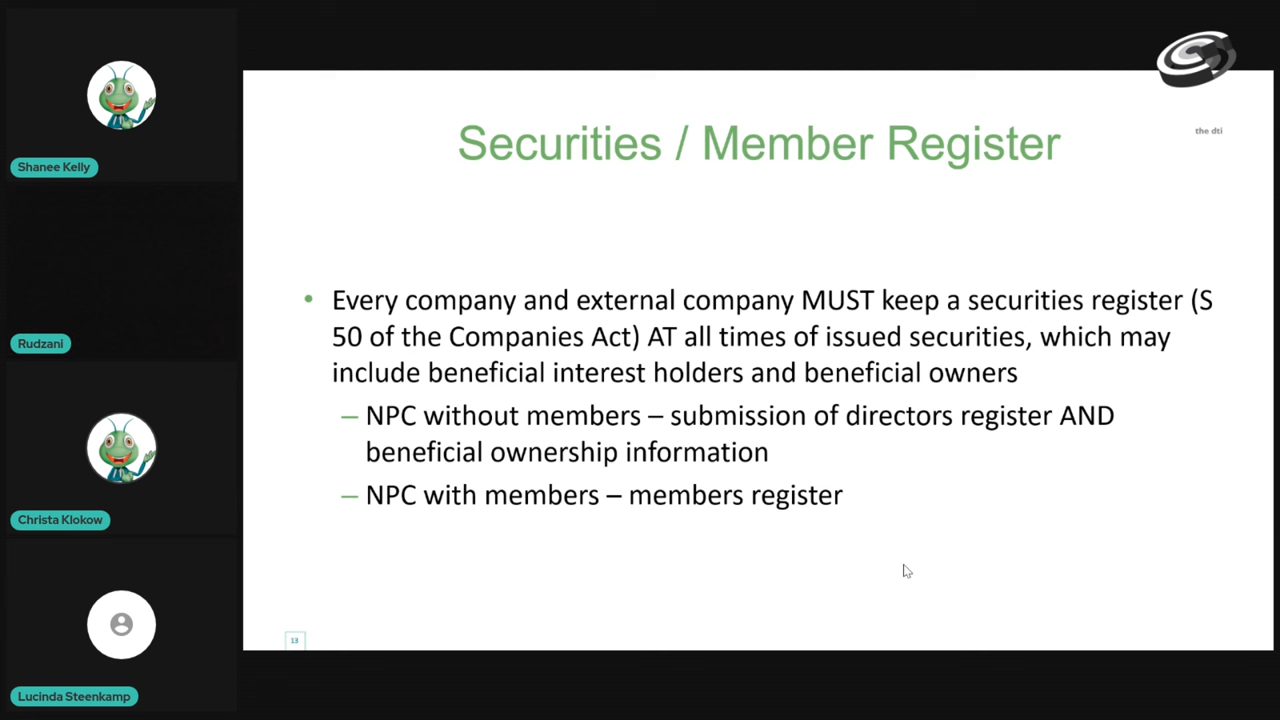 Shanee Kelly
Rudzani
Christa Klokow
Lucinda Steenkamp
the dti
Securities / Member Register
• Every company and external company MUST keep a securities register (S
50 of the Companies Act) AT all times of issued securities, which may
include beneficial interest holders and beneficial owners
– NPC without members – submission of directors register AND
beneficial ownership information
– NPC with members – members register
13